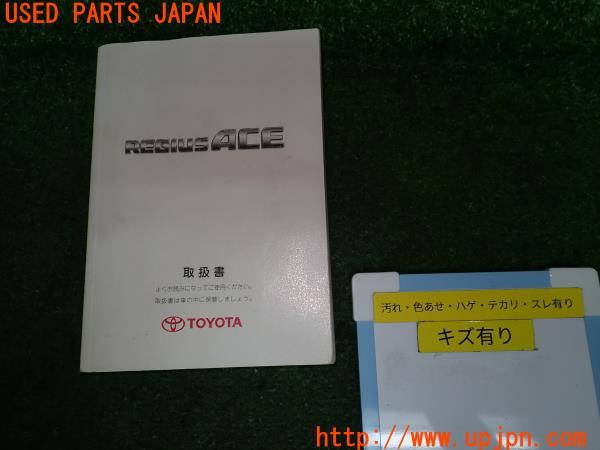 USED PARTS JAPAN
REGIUS ACE
取扱書
よくお読みになってご使用ください。
取扱書は車の中に保管しましょう。
TOYOTA
汚れ・色あせ・ハゲ・テカリ・スレ有り
キズ有り
http://www.upjpn.com